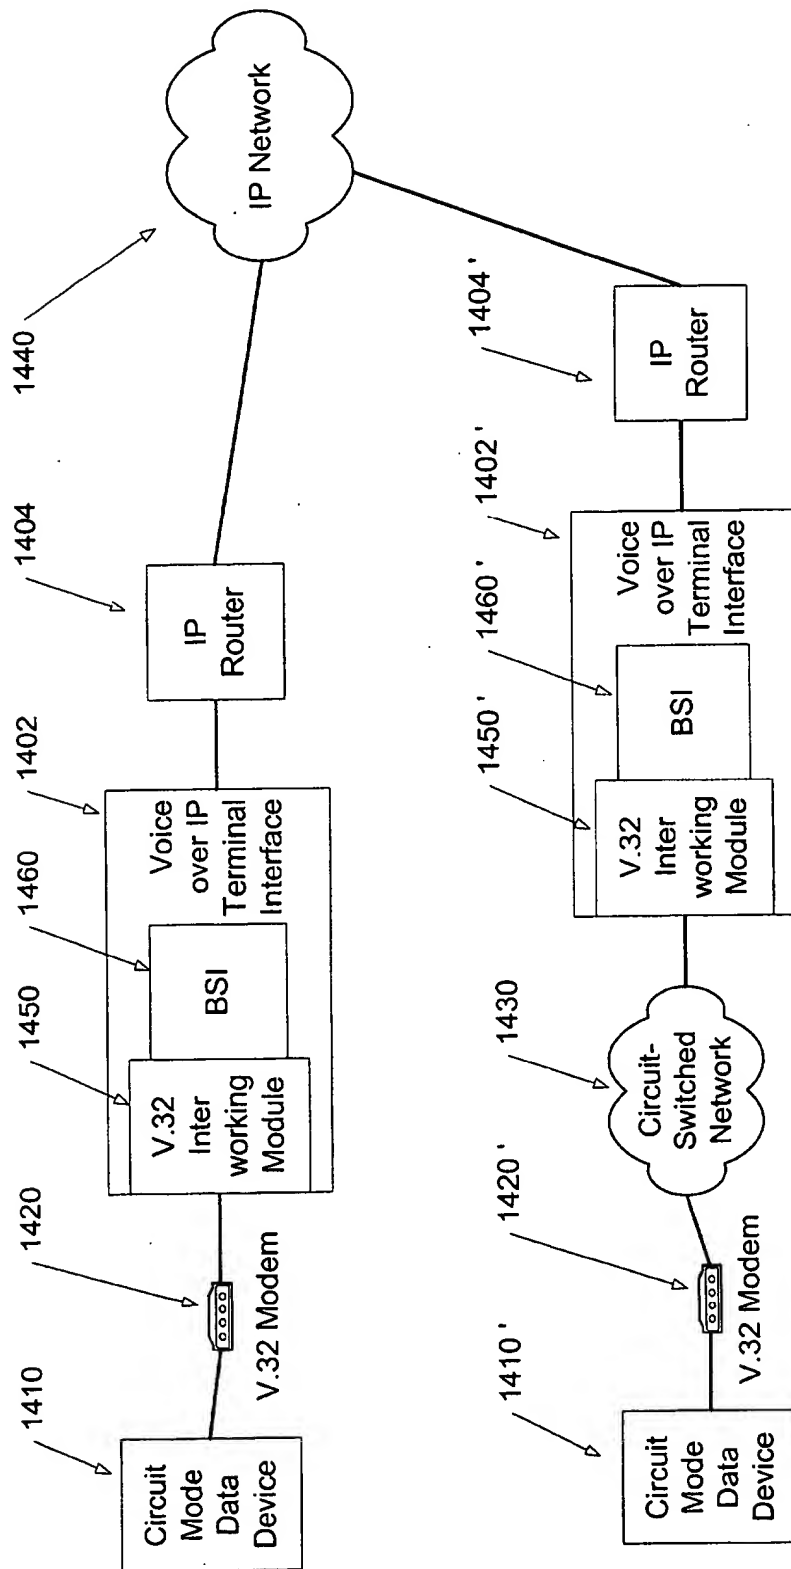 1440
IP Network
1404
IP
Router
1402
Voice
over IP
Terminal
Interface
1460
BSI
1450
V.32
Inter
working
Module
1420
V.32 Modem
1410
Circuit
Mode
Data
Device
1404'
IP
Router
1402'
Voice
over IP
Terminal
Interface
1460'
BSI
1450'
V.32
Inter
working
Module
1430
Circuit-
Switched
Network
1420'
V.32 Modem
1410'
Circuit
Mode
Data
Device